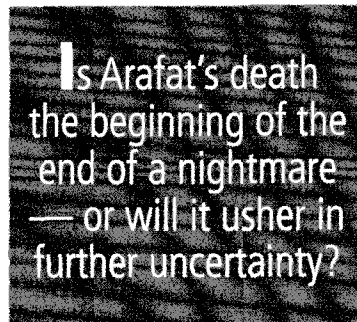 Is Arafat's death
the beginning of the
end of a nightmare
— or will it usher in
further uncertainty?